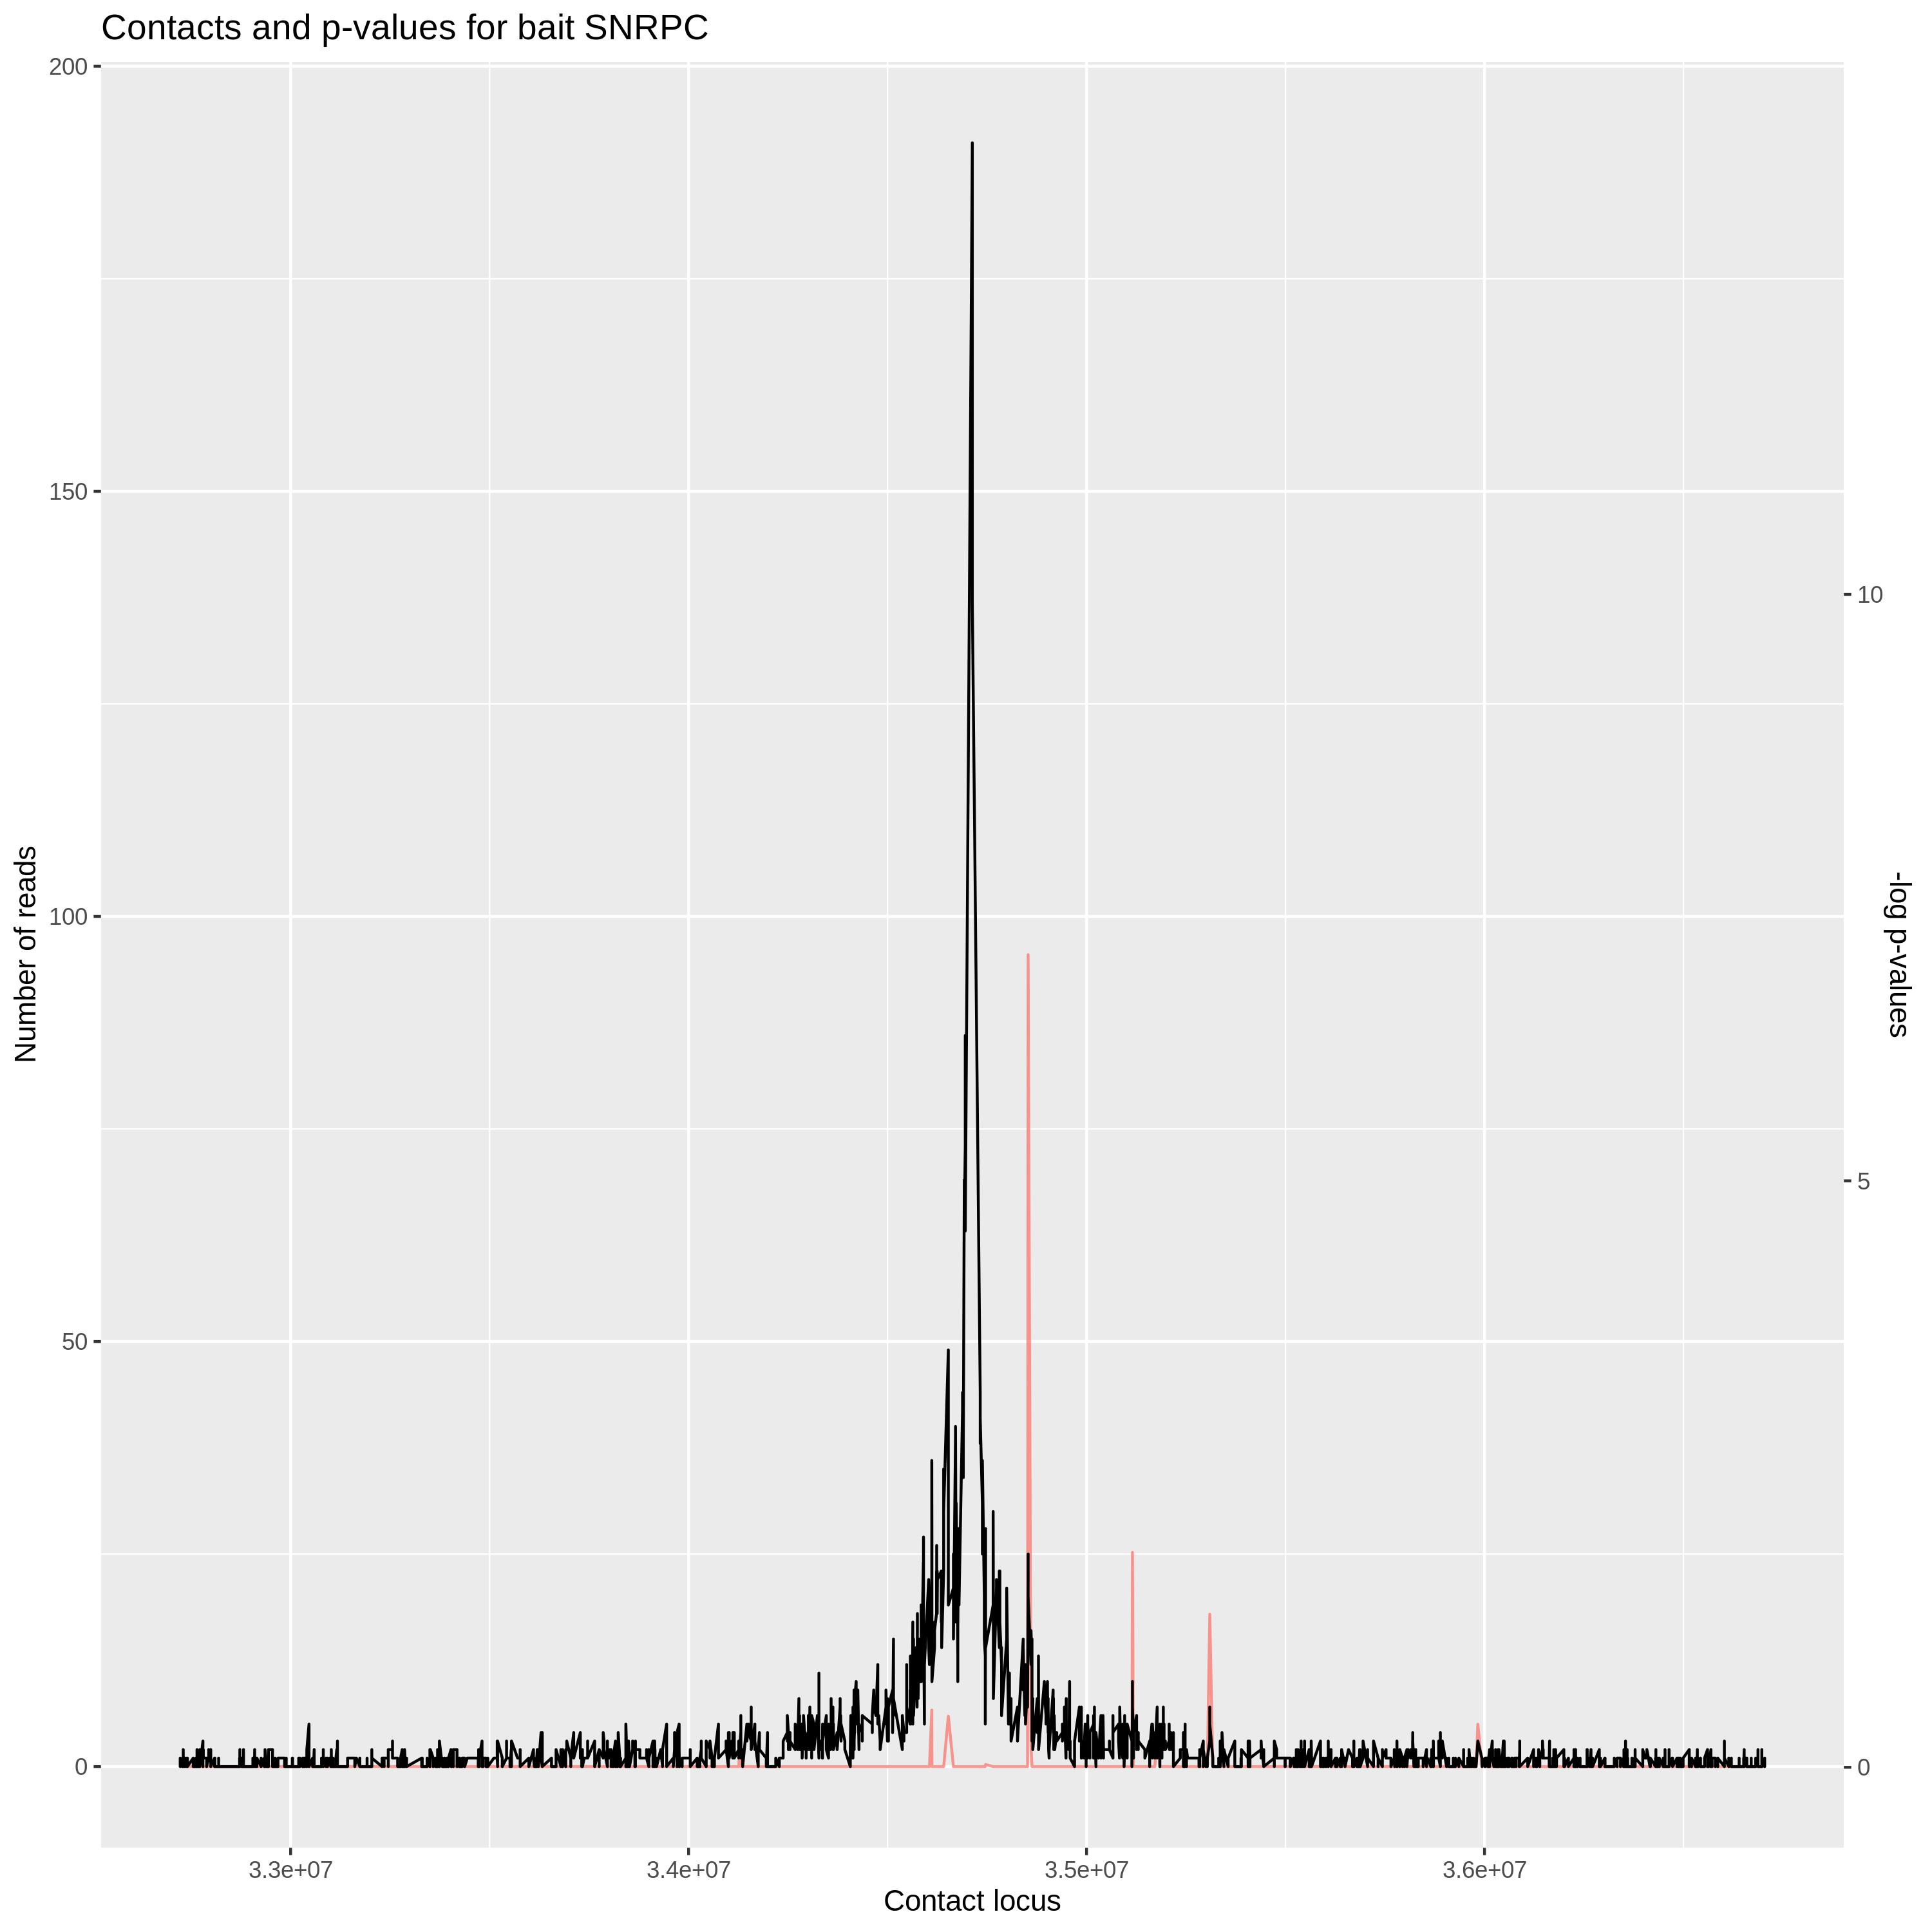 Contacts and p-values for bait SNRPC
200
150
100
50
0
Number of reads
10
5
0
-log p-values
3.3e+07
3.4e+07
3.5e+07
3.6e+07
Contact locus